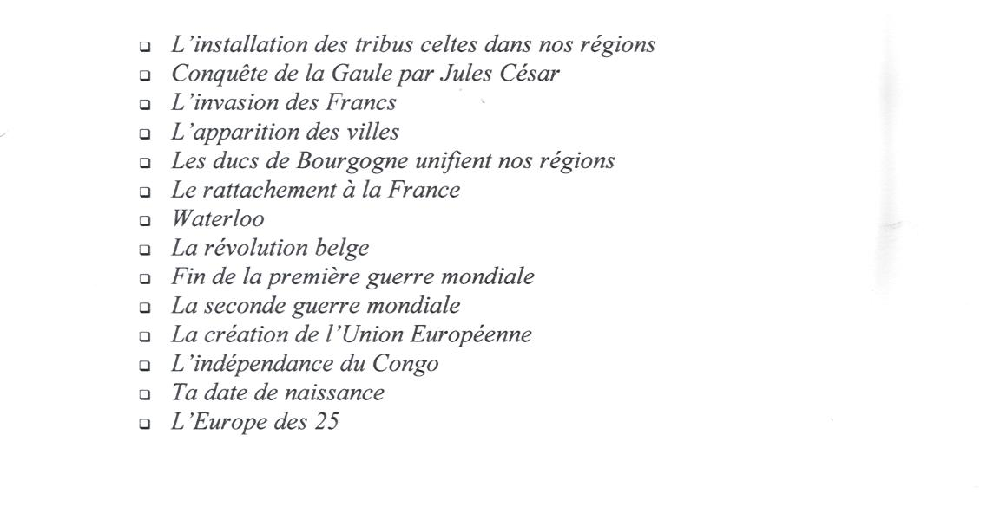 ❑ L'installation des tribus celtes dans nos régions
❑ Conquête de la Gaule par Jules César
❑ L'invasion des Francs
❑ L'apparition des villes
❑ Les ducs de Bourgogne unifient nos régions
❑ Le rattachement à la France
❑ Waterloo
❑ La révolution belge
❑ Fin de la première guerre mondiale
❑ La seconde guerre mondiale
❑ La création de l'Union Européenne
❑ L'indépendance du Congo
❑ Ta date de naissance
❑ L'Europe des 25